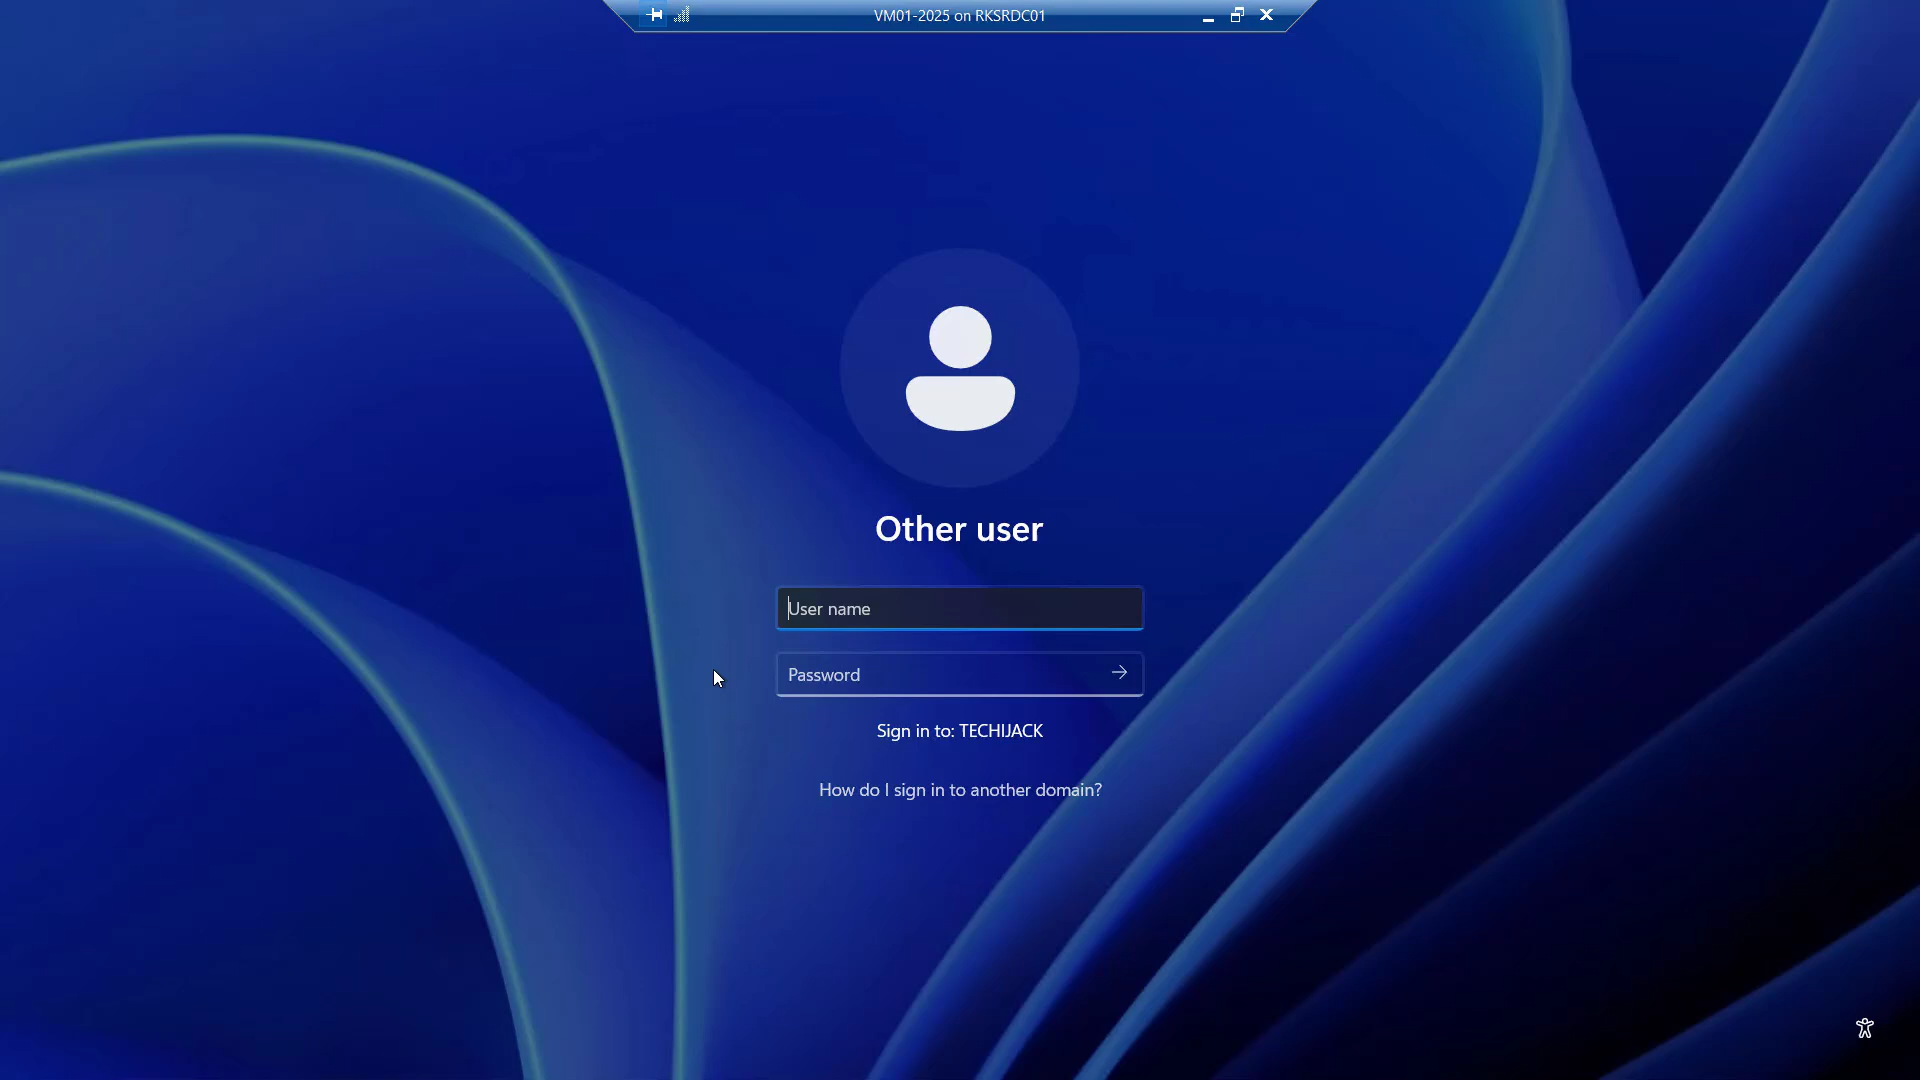 VM01-2025 on RKSRDC01
Other user
User name
Password
Sign in to: TECHIJACK
How do I sign in to another domain?